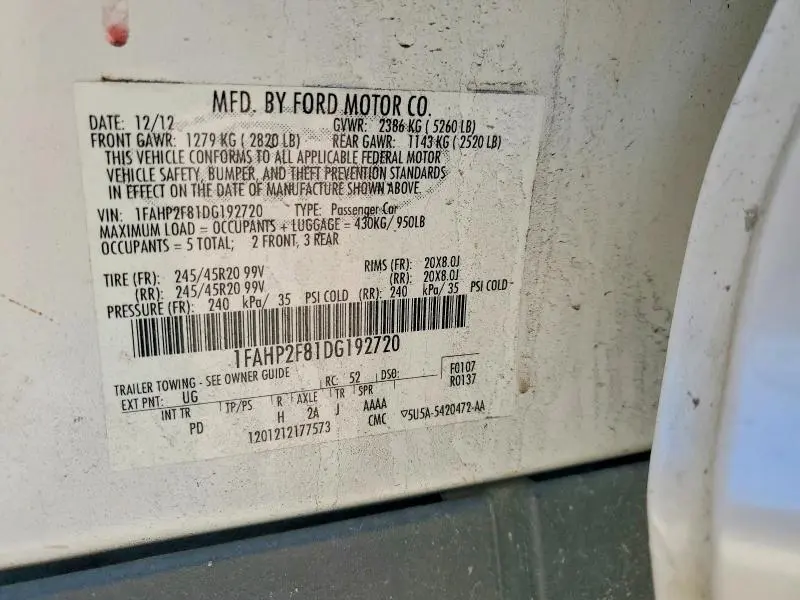 MFD. BY FORD MOTOR CO.
DATE: 12/12 GVWR: 2386 KG ( 5260 LB)
FRONT GAWR: 1279 KG ( 2820 LB) REAR GAWR: 1143 KG ( 2520 LB)
THIS VEHICLE CONFORMS TO ALL APPLICABLE FEDERAL MOTOR
VEHICLE SAFETY, BUMPER, AND THEFT PREVENTION STANDARDS
IN EFFECT ON THE DATE OF MANUFACTURE SHOWN ABOVE.
VIN: 1FAHP2F81DG192720 TYPE: Passenger Car
MAXIMUM LOAD = OCCUPANTS + LUGGAGE = 430KG/ 950LB
OCCUPANTS = 5 TOTAL; 2 FRONT, 3 REAR
TIRE (FR): 245/45R20 99V RIMS (FR): 20X8.0J
(RR): 245/45R20 99V (RR): 20X8.0J
PRESSURE (FR): 240 kPa/ 35 PSI COLD (RR): 240 kPa/ 35 PSI COLD
1FAHP2F81DG192720
TRAILER TOWING - SEE OWNER GUIDE
F0107
EXT PNT: UG RC: 52 DSO: R0137
INT TR TP/PS R AXLE TR SPR
PD H 2A J AAAA
1201212177573 CMC ▽5U5A-5420472-AA